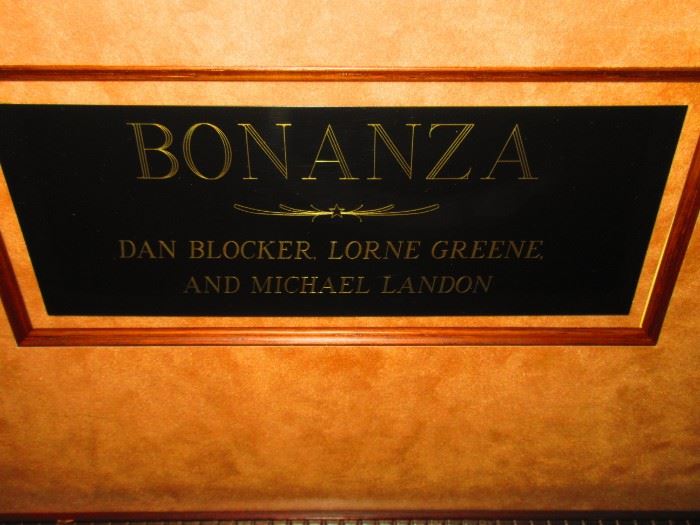 BONANZA
DAN BLOCKER, LORNE GREENE,
AND MICHAEL LANDON